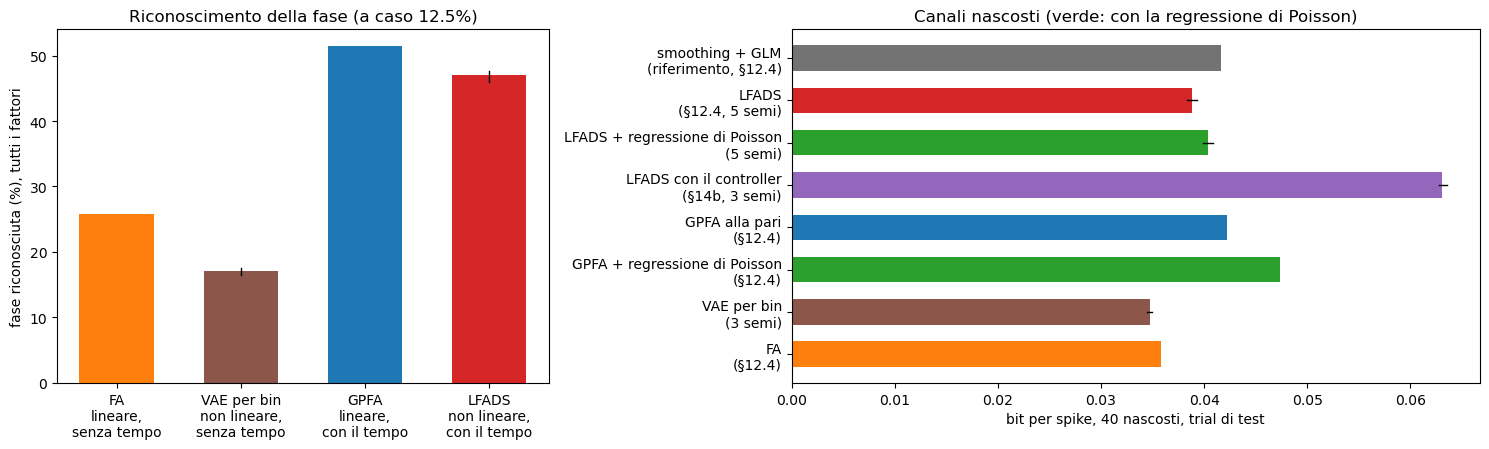 Riconoscimento della fase (a caso 12.5%)
fase riconosciuta (%), tutti i fattori
50
40
30
20
10
0
FA
lineare,
senza tempo
VAE per bin
non lineare,
senza tempo
GPFA
lineare,
con il tempo
LFADS
non lineare,
con il tempo
Canali nascosti (verde: con la regressione di Poisson)
smoothing + GLM
(riferimento, §12.4)
LFADS
(§12.4, 5 semi)
LFADS + regressione di Poisson
(5 semi)
LFADS con il controller
(§14b, 3 semi)
GPFA alla pari
(§12.4)
GPFA + regressione di Poisson
(§12.4)
VAE per bin
(3 semi)
FA
(§12.4)
0.00 0.01 0.02 0.03 0.04 0.05 0.06
bit per spike, 40 nascosti, trial di test